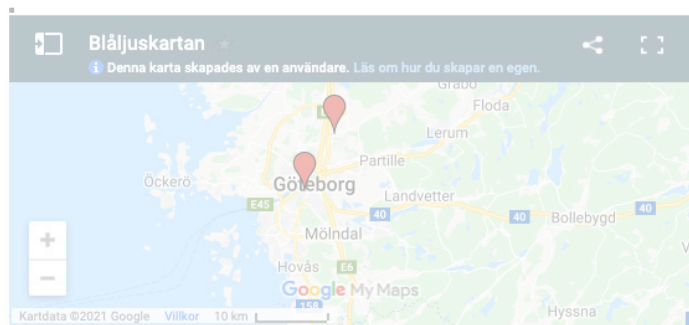 Blåljuskartan
Denna karta skapades av en användare. Läs om hur du skapar en egen.
Gråbo
Floda
Lerum
Partille
Öckerö
Göteborg
Landvetter
E45
40
40
40
Bollebygd
Mölndal
Hovås
E6
Google My Maps
158
Kartdata ©2021 Google Villkor 10 km
Hyssna